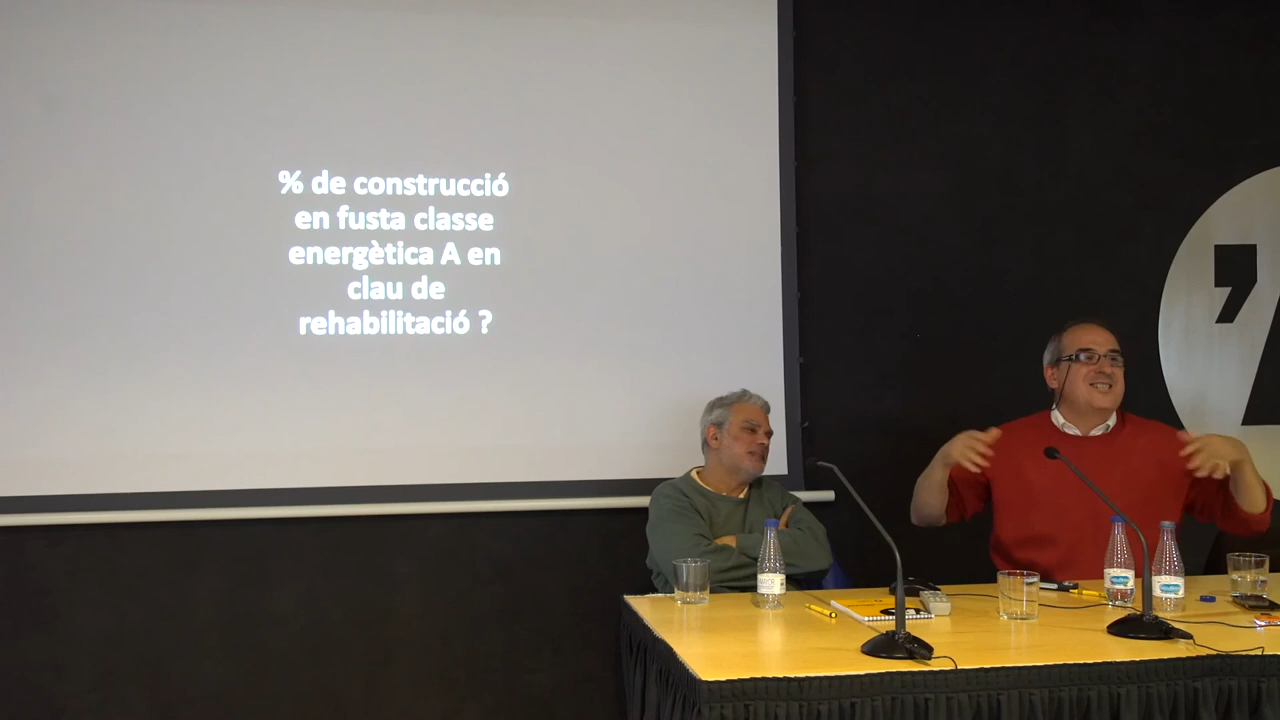 % de construcció
en fusta classe
energètica A en
clau de
rehabilitació ?